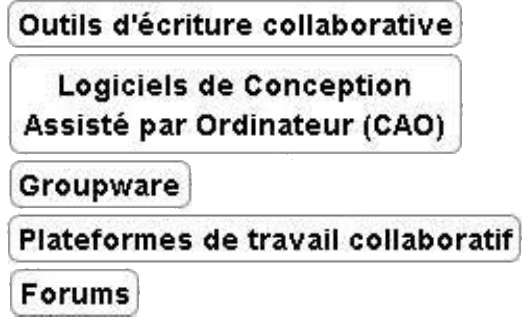 Outils d'écriture collaborative
Logiciels de Conception
Assisté par Ordinateur (CAO)
Groupware
Plateformes de travail collaboratif
Forums